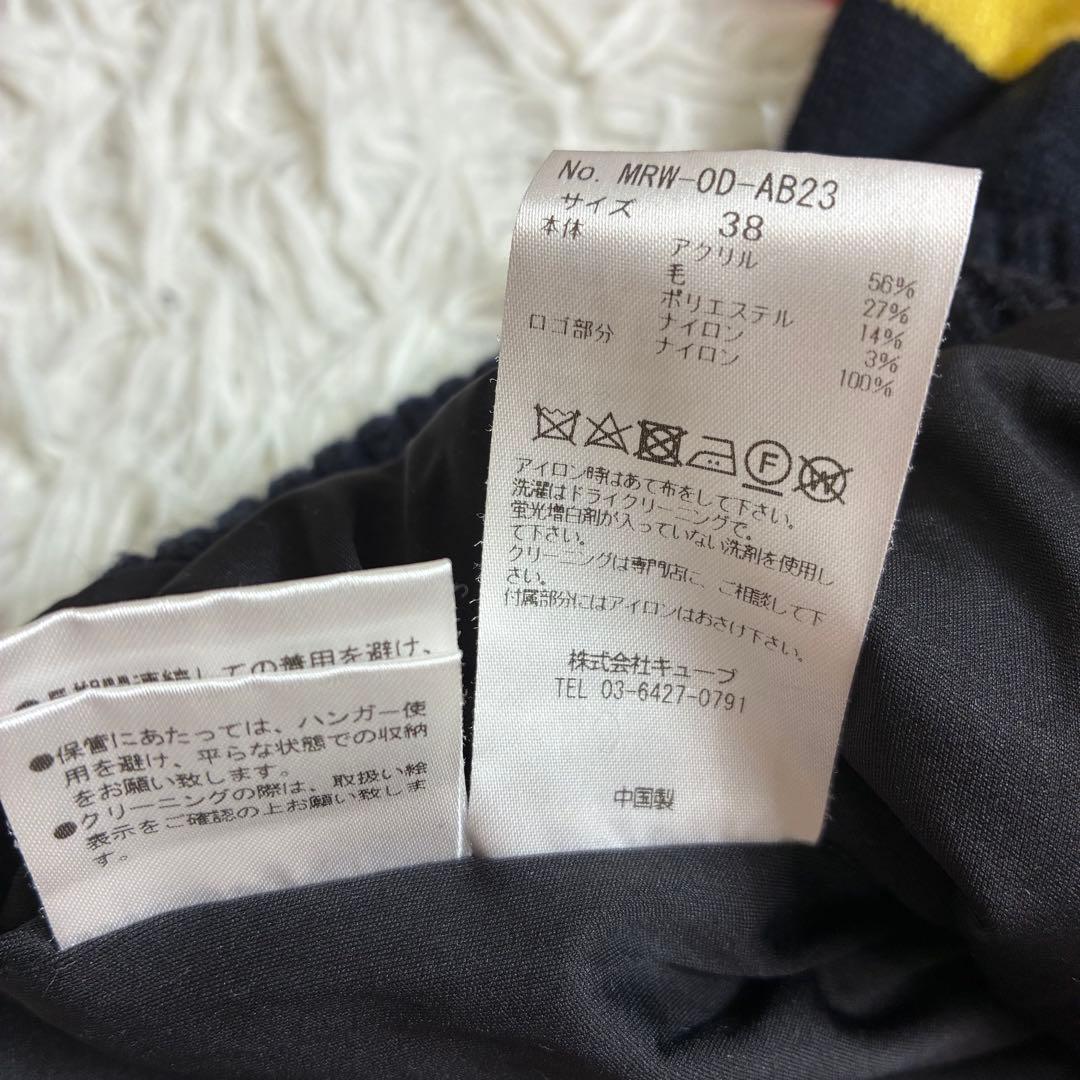 No. MRW-OD-AB23
サイズ 38
本体 アクリル 56%
毛 27%
ポリエステル 14%
ナイロン 3%
ロゴ部分 ナイロン 100%
F W
アイロン時はあて布をして下さい。
洗濯はドライクリーニングで。
蛍光増白剤が入っていない洗剤を使用し
て下さい。
クリーニングは専門店に、ご相談して下
さい。
付属部分にはアイロンはおさけ下さい。
株式会社キューブ
TEL 03-6427-0791
中国製
の着用を避け、
●保管にあたっては、ハンガー使
用を避け、平らな状態での収納
をお願い致します。
●クリーニングの際は、取扱い絵
表示をご確認の上お願い致しま
す。